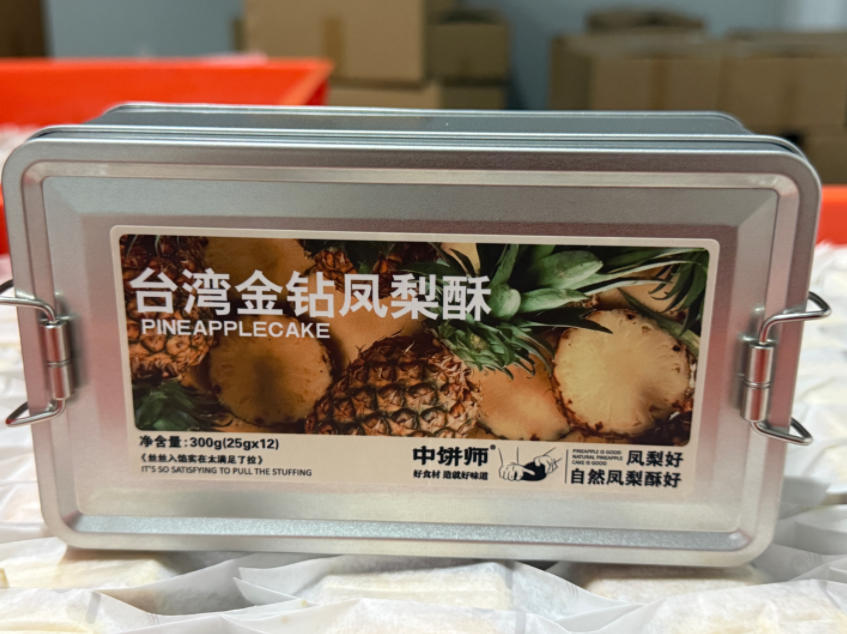 台湾金钻凤梨酥
PINEAPPLECAKE
净含量:300g(25gx12)
《丝丝入馅实在太满足了捡》
IT'S SO SATISFYING TO PULL THE STUFFING
中饼师®
好食材 造就好味道
PINEAPPLE IS GOOD
NATURAL PINEAPPLE
CAKE IS GOOD
凤梨好
自然凤梨酥好